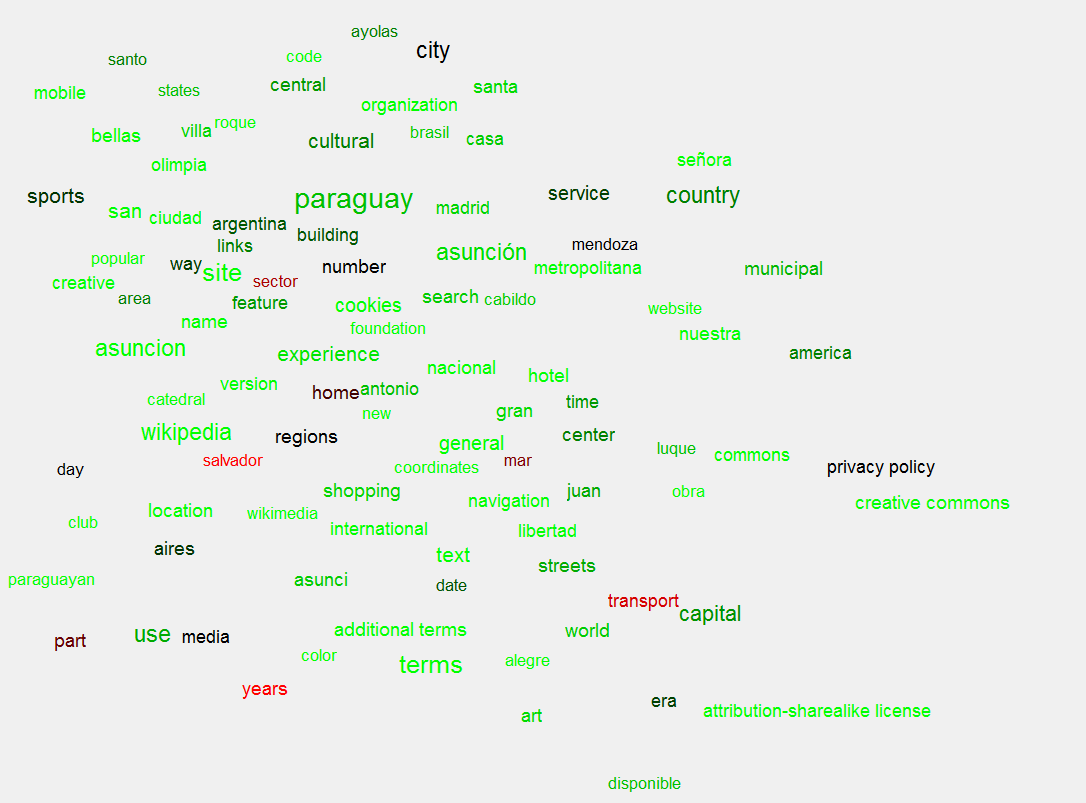 ayolas
city
santo
code
central
santa
mobile
states
organization
bellas
villa
roque
cultural
brasil
casa
olimpia
señora
sports
paraguay
service
country
san
ciudad
madrid
argentina
building
links
asunción
mendoza
popular
way
site
number
metropolitana
municipal
creative
sector
area
feature
cookies
search
cabildo
website
name
foundation
nuestra
asuncion
experience
america
nacional
hotel
version
home
antonio
catedral
new
gran
time
wikipedia
regions
general
center
luque
commons
day
salvador
coordinates
mar
privacy policy
shopping
navigation
juan
obra
creative commons
location
wikimedia
club
international
libertad
aires
text
streets
paraguayan
asunci
date
transport
capital
part
use
media
additional terms
world
color
terms
alegre
years
era
attribution-sharealike license
art
disponible